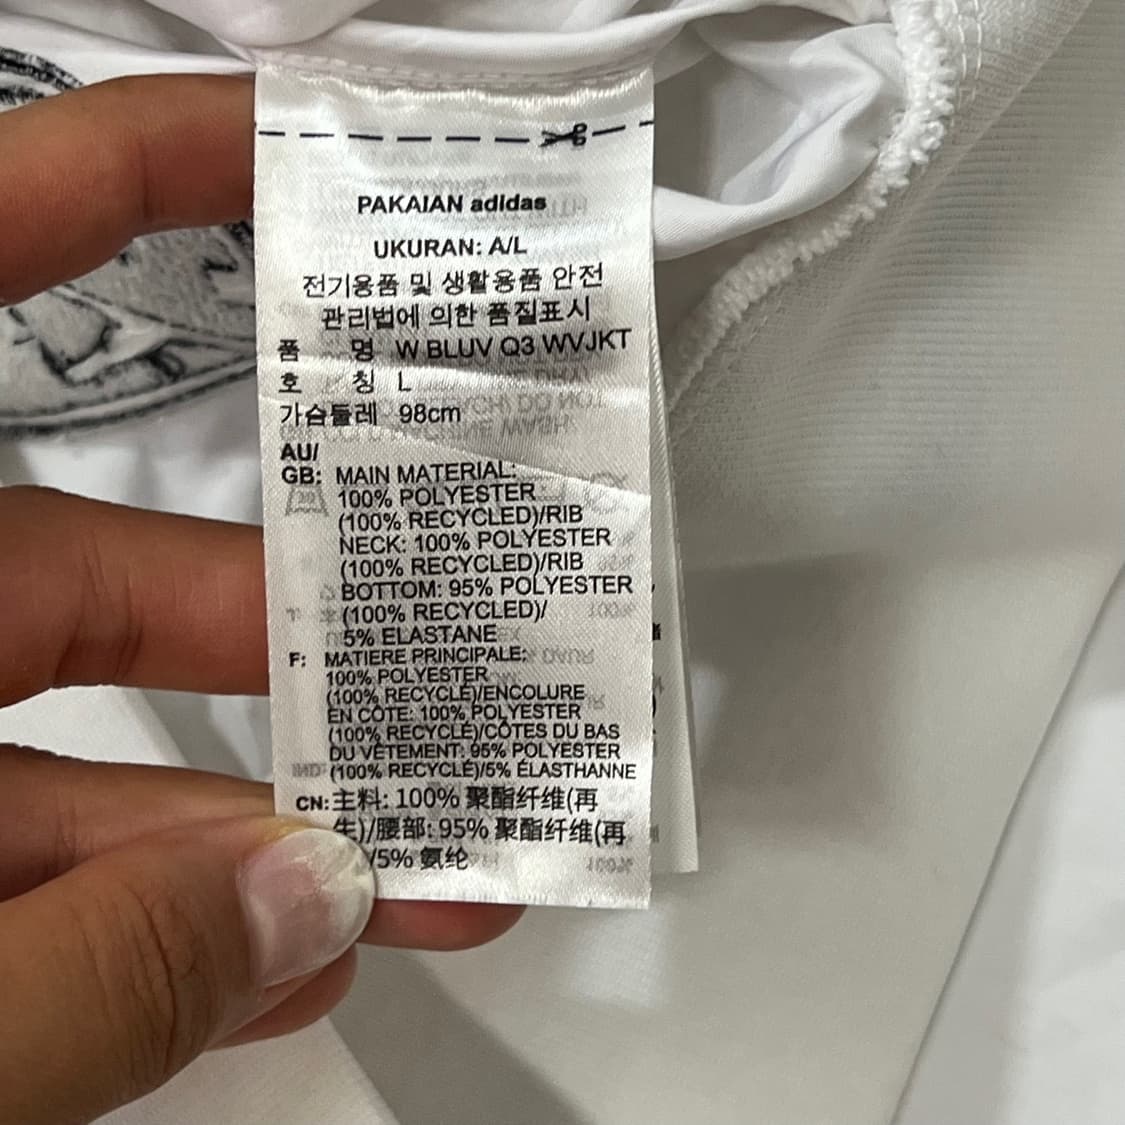 PAKAIAN adidas
UKURAN: A/L
전기용품 및 생활용품 안전
관리법에 의한 품질표시
품 명 W BLUV Q3 WVJKT
호 칭 L
가슴둘레 98cm
AU/
GB: MAIN MATERIAL:
100% POLYESTER
(100% RECYCLED)/RIB
NECK: 100% POLYESTER
(100% RECYCLED)/RIB
BOTTOM: 95% POLYESTER
(100% RECYCLED)/
5% ELASTANE
F: MATIERE PRINCIPALE:
100% POLYESTER
(100% RECYCLÉ)/ENCOLURE
EN CÔTE: 100% POLYESTER
(100% RECYCLÉ)/CÔTES DU BAS
DU VÊTEMENT: 95% POLYESTER
(100% RECYCLÉ)/5% ÉLASTHANNE
CN: 主料: 100% 聚酯纤维(再
生)/腰部: 95% 聚酯纤维(再
/5% 氨纶